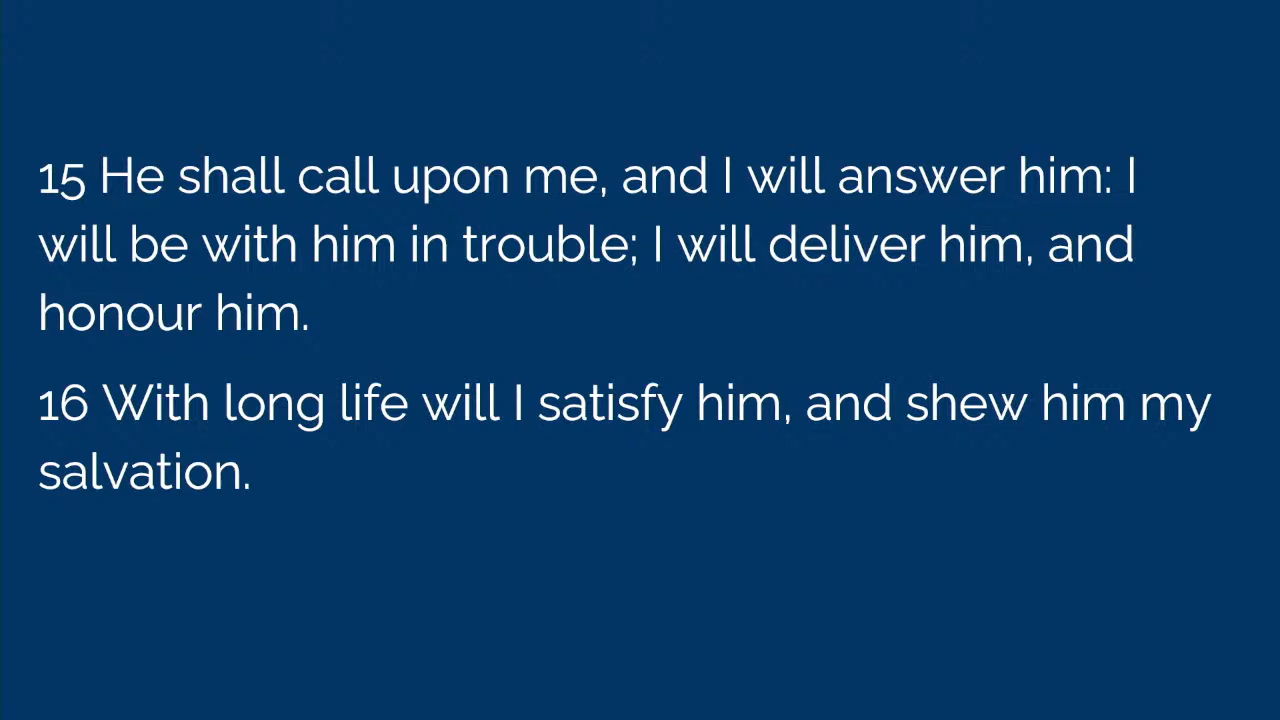 15 He shall call upon me, and I will answer him: I
will be with him in trouble; I will deliver him, and
honour him.
16 With long life will I satisfy him, and shew him my
salvation.